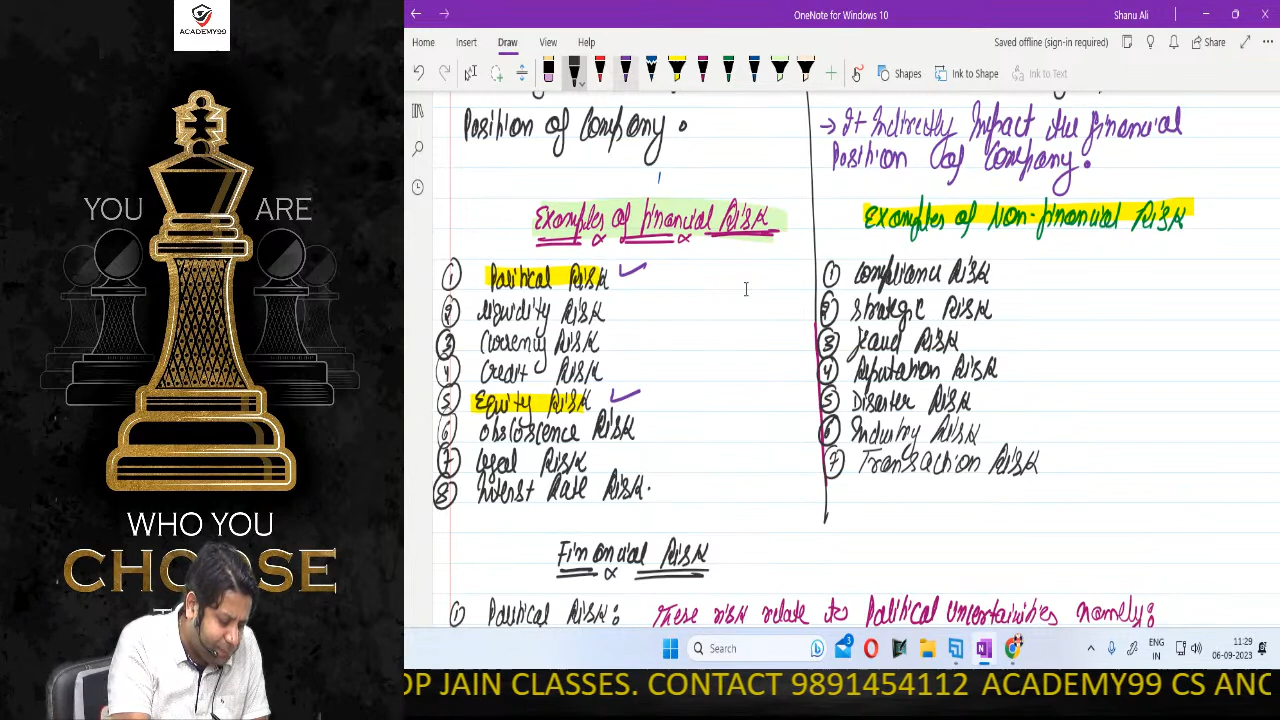 ACADEMY99
YOU ARE
WHO YOU
CHOOSE
OneNote for Windows 10
Shanu Ali
Home Insert Draw View Help
Saved offline (sign-in required)
Share
Shapes
Ink to Shape
Ink to Text
Position of Company.
Examples of Financial Risk
① Political Risk ✓
② Liquidity Risk
③ Currency Risk
④ Credit Risk
⑤ Equity Risk ✓
⑥ Risk
⑦ Legal Risk
⑧ Interst Rate Risk.
→ It Indirectly Impact the financial
Position of Company.
Examples of Non-financial Risk
① Compliance Risk
② Strategic Risk
③ Fraud Risk
④ Reputation Risk
⑤ Disaster Risk
⑥ Industry Risk
⑦ Transaction Risk
Financial Risk
① Political Risk: These risk relate to Political uncertainities namely:
Search
3
ENG
IN
11:29
06-09-2023
OP JAIN CLASSES. CONTACT 9891454112 ACADEMY99 CS AND